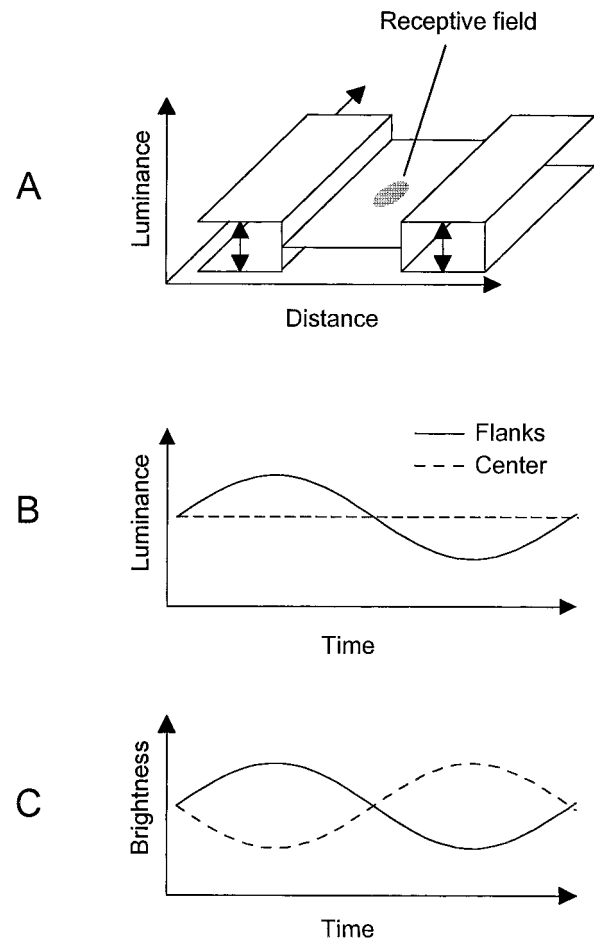 Receptive field
A
Luminance
Distance
B
Luminance
Flanks
Center
Time
C
Brightness
Time